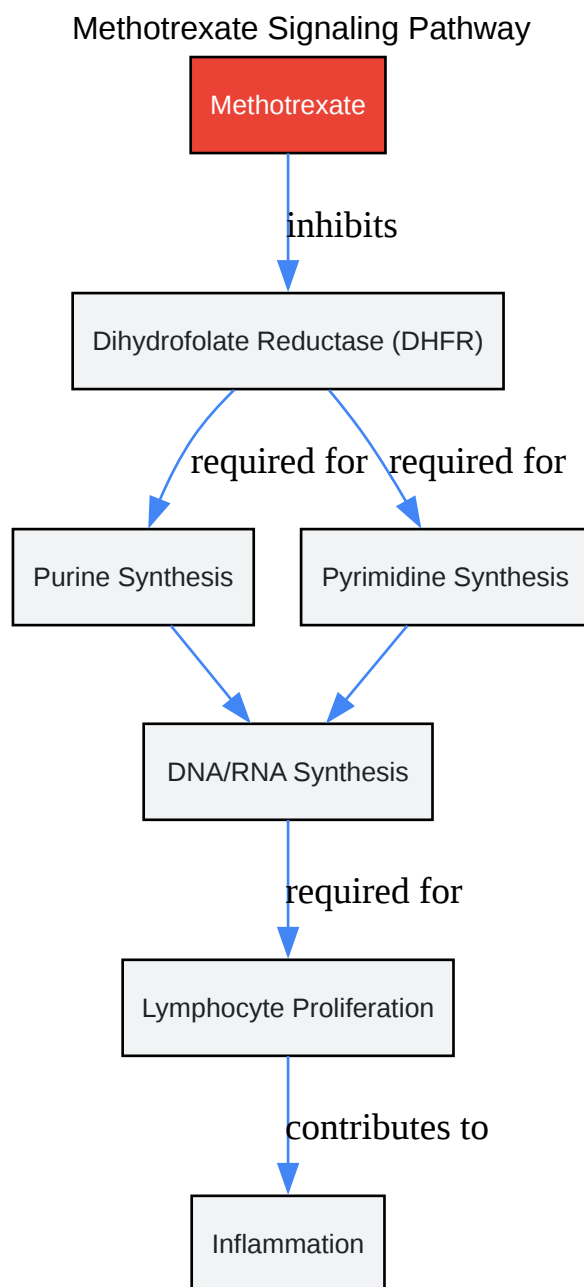 Methotrexate Signaling Pathway
Methotrexate
inhibits
Dihydrofolate Reductase (DHFR)
required for
required for
Purine Synthesis
Pyrimidine Synthesis
DNA/RNA Synthesis
required for
Lymphocyte Proliferation
contributes to
Inflammation